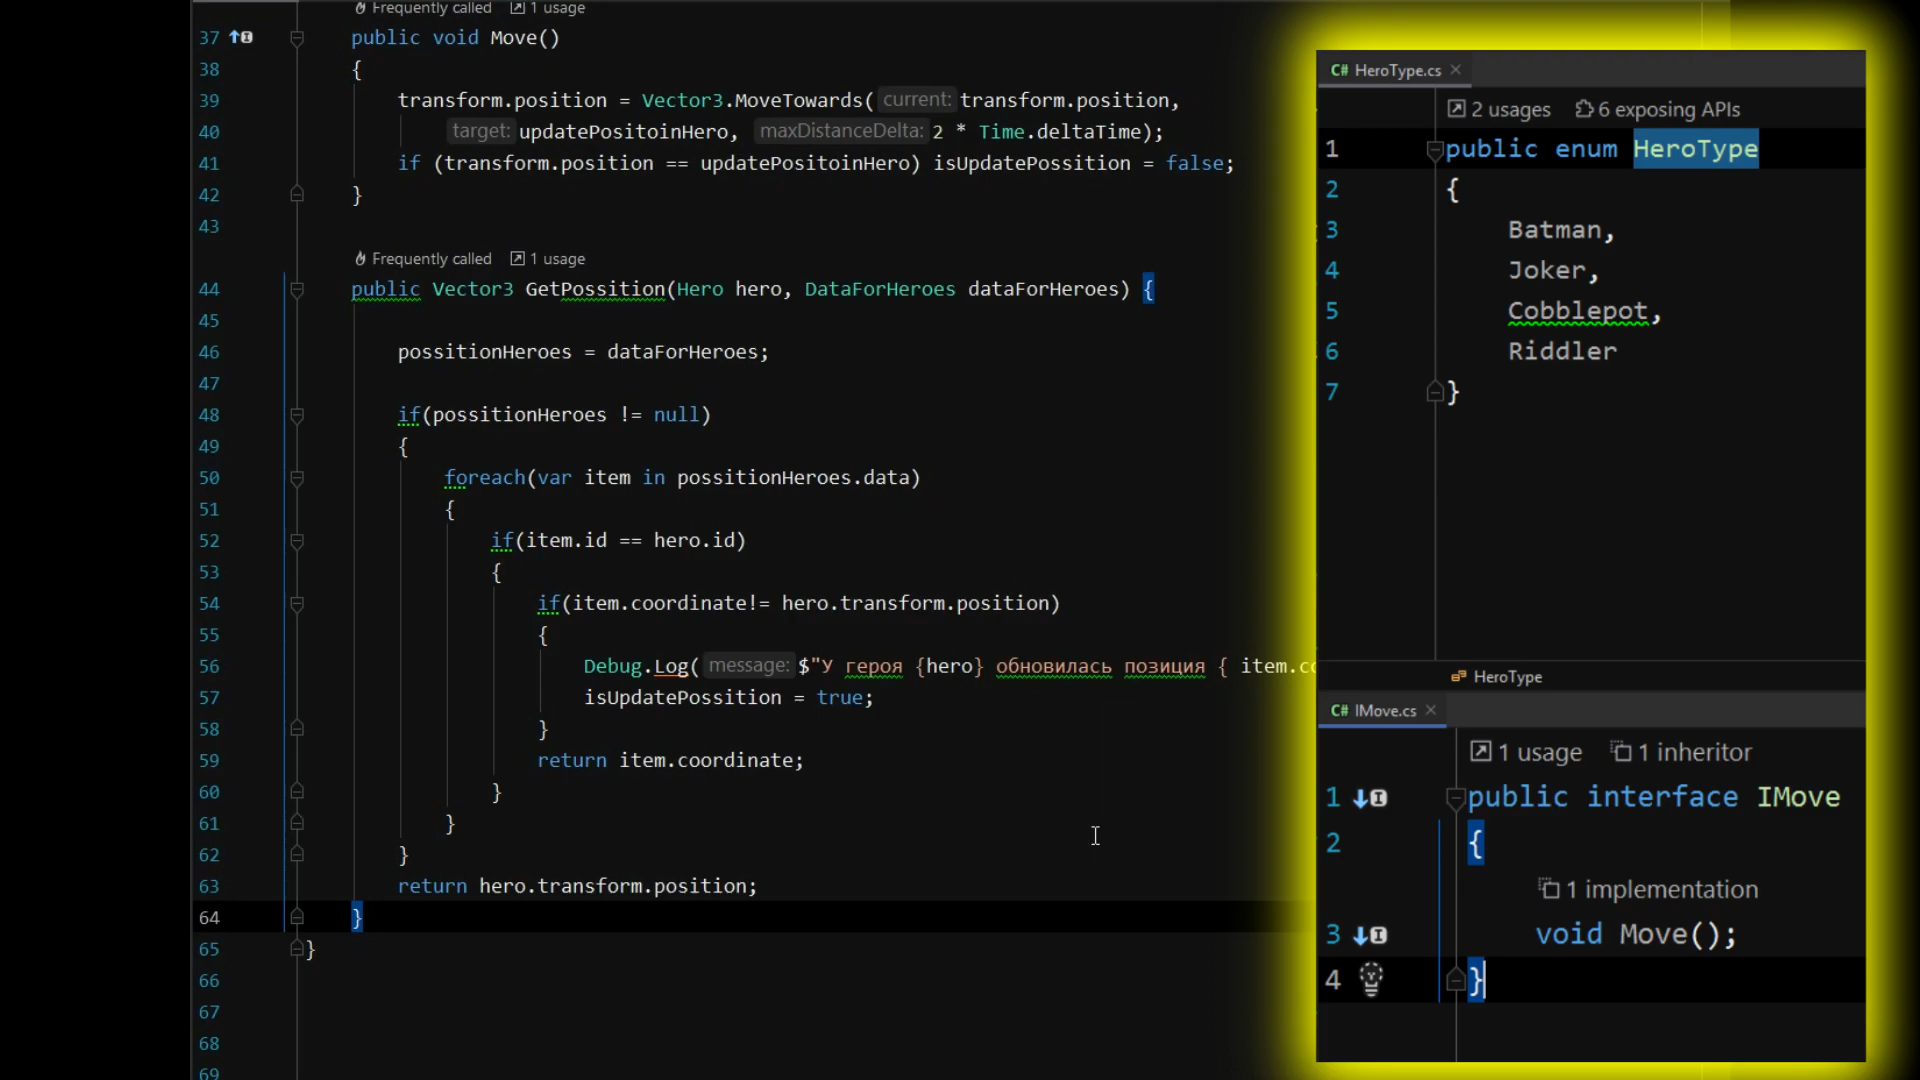 Frequently called 1 usage
37 public void Move()
38 {
39 transform.position = Vector3.MoveTowards( current: transform.position,
40 target: updatePositoinHero, maxDistanceDelta: 2 * Time.deltaTime);
41 if (transform.position == updatePositoinHero) isUpdatePossition = false;
42 }
43
Frequently called 1 usage
44 public Vector3 GetPossition(Hero hero, DataForHeroes dataForHeroes) {
45
46 possitionHeroes = dataForHeroes;
47
48 if(possitionHeroes != null)
49 {
50 foreach(var item in possitionHeroes.data)
51 {
52 if(item.id == hero.id)
53 {
54 if(item.coordinate!= hero.transform.position)
55 {
56 Debug.Log( message: $"У героя {hero} обновилась позиция { item.co
57 isUpdatePossition = true;
58 }
59 return item.coordinate;
60 }
61 }
62 }
63 return hero.transform.position;
64 }
65 }
66
67
68
69
C# HeroType.cs
2 usages 6 exposing APIs
1 public enum HeroType
2 {
3 Batman,
4 Joker,
5 Cobblepot,
6 Riddler
7 }
HeroType
C# IMove.cs
1 usage 1 inheritor
1 public interface IMove
2 {
1 implementation
3 void Move();
4 }